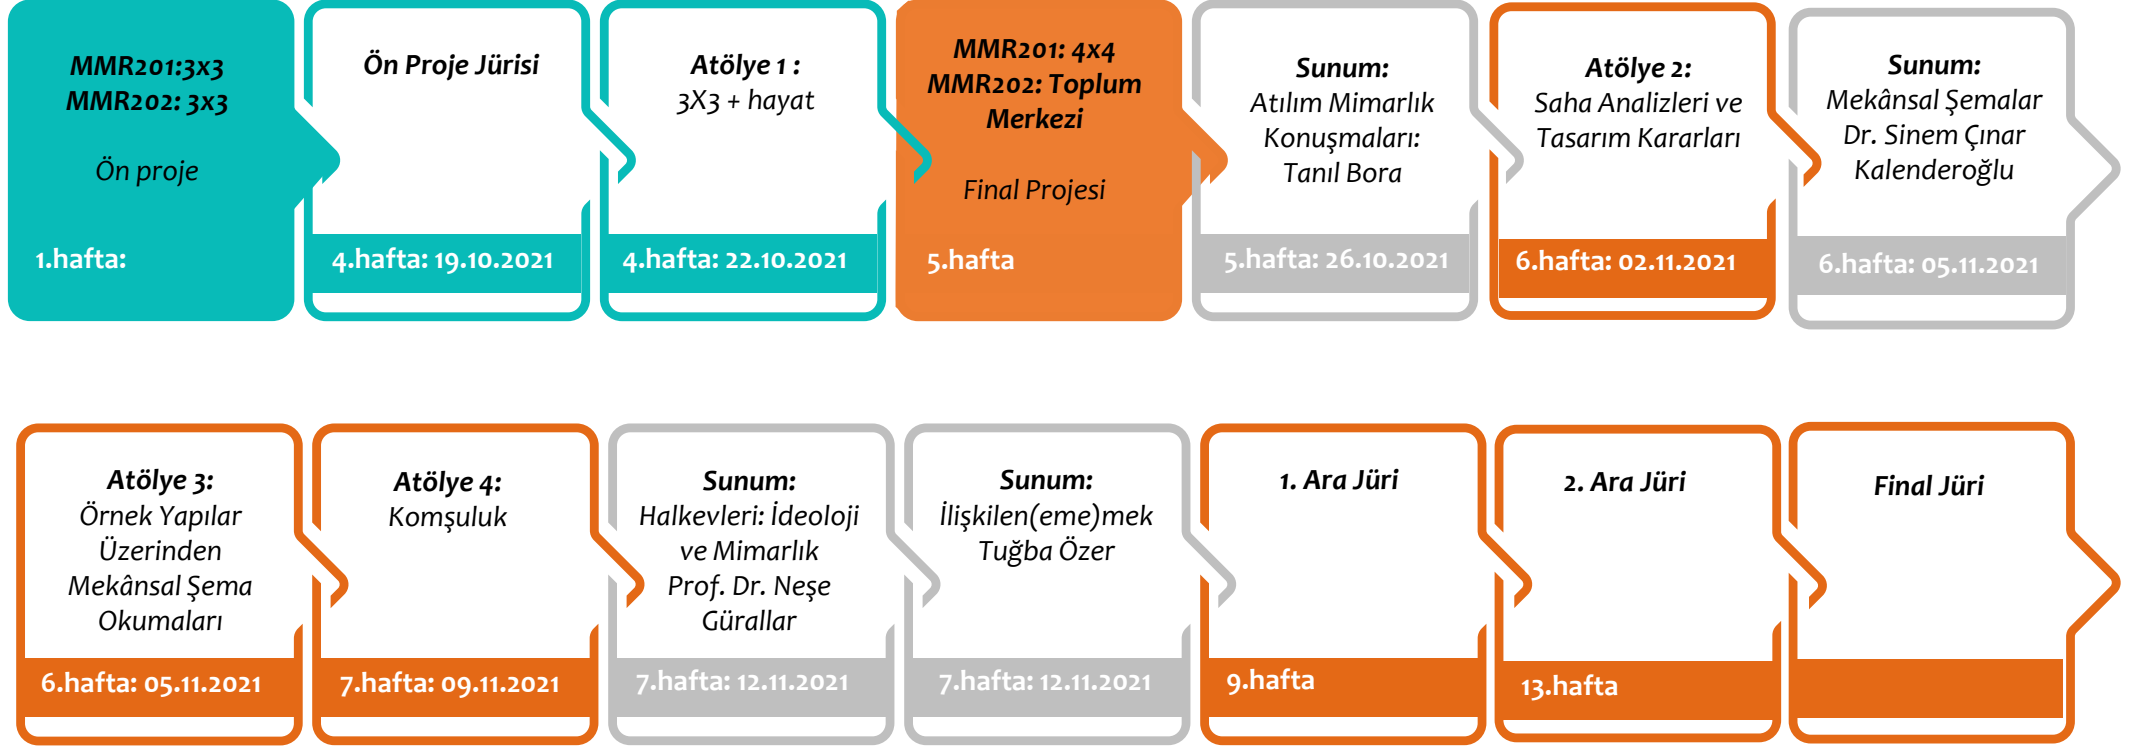 MMR201:3x3
MMR202: 3x3
Ön proje
1.hafta:
Ön Proje Jürisi
4.hafta: 19.10.2021
Atölye 1 :
3X3 + hayat
4.hafta: 22.10.2021
MMR201: 4x4
MMR202: Toplum
Merkezi
Final Projesi
5.hafta
Sunum:
Atılım Mimarlık
Konuşmaları:
Tanıl Bora
5.hafta: 26.10.2021
Atölye 2:
Saha Analizleri ve
Tasarım Kararları
6.hafta: 02.11.2021
Sunum:
Mekânsal Şemalar
Dr. Sinem Çınar
Kalenderoğlu
6.hafta: 05.11.2021
Atölye 3:
Örnek Yapılar
Üzerinden
Mekânsal Şema
Okumaları
6.hafta: 05.11.2021
Atölye 4:
Komşuluk
7.hafta: 09.11.2021
Sunum:
Halkevleri: İdeoloji
ve Mimarlık
Prof. Dr. Neşe
Gürallar
7.hafta: 12.11.2021
Sunum:
İlişkilen(eme)mek
Tuğba Özer
7.hafta: 12.11.2021
1. Ara Jüri
9.hafta
2. Ara Jüri
13.hafta
Final Jüri